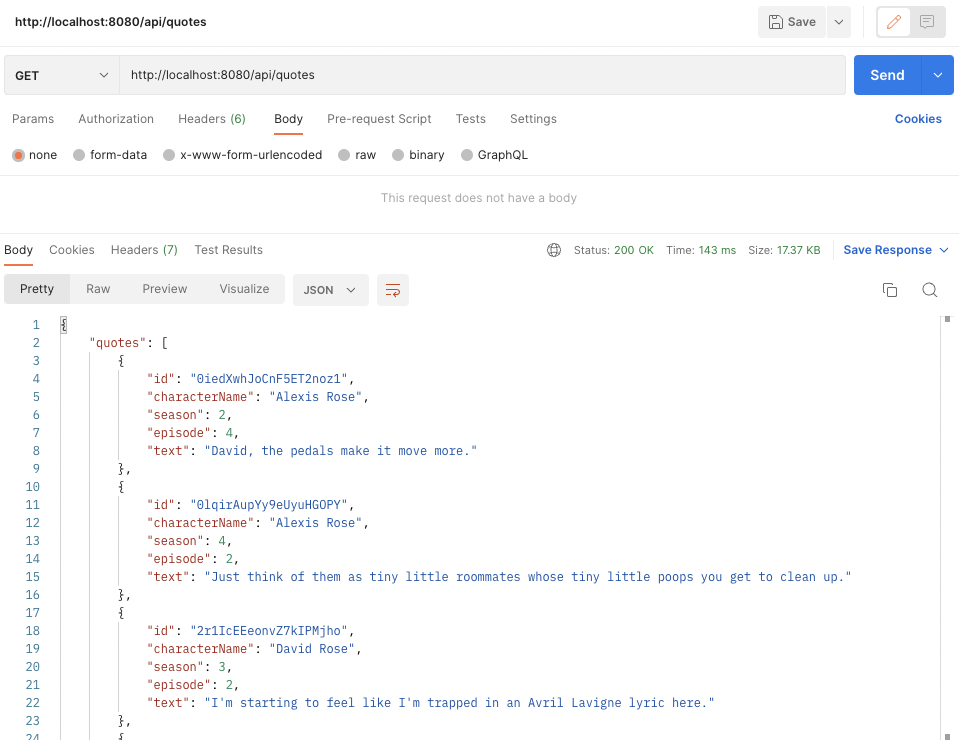 http://localhost:8080/api/quotes Save
GET http://localhost:8080/api/quotes Send
Params Authorization Headers (6) Body Pre-request Script Tests Settings Cookies
none form-data x-www-form-urlencoded raw binary GraphQL
This request does not have a body
Body Cookies Headers (7) Test Results Status: 200 OK Time: 143 ms Size: 17.37 KB Save Response
Pretty Raw Preview Visualize JSON
1 {
2 "quotes": [
3 {
4 "id": "0iedXwhJoCnF5ET2noz1",
5 "characterName": "Alexis Rose",
6 "season": 2,
7 "episode": 4,
8 "text": "David, the pedals make it move more."
9 },
10 {
11 "id": "0lqirAupYy9eUyuHGOPY",
12 "characterName": "Alexis Rose",
13 "season": 4,
14 "episode": 2,
15 "text": "Just think of them as tiny little roommates whose tiny little poops you get to clean up."
16 },
17 {
18 "id": "2r1IcEEeonvZ7kIPMjho",
19 "characterName": "David Rose",
20 "season": 3,
21 "episode": 2,
22 "text": "I'm starting to feel like I'm trapped in an Avril Lavigne lyric here."
23 },
24 {